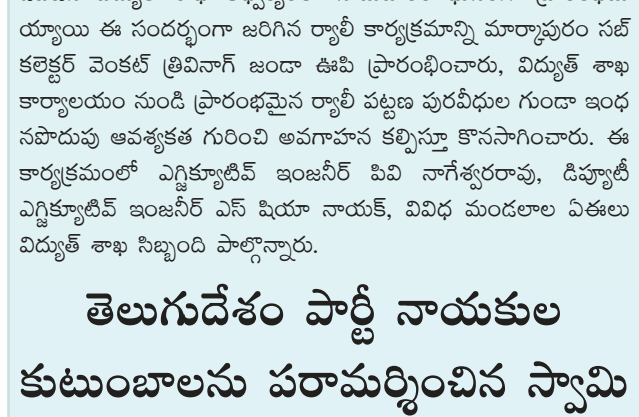 య్యాయి ఈ సందర్భంగా జరిగిన ర్యాలీ కార్యక్రమాన్ని మార్కాపురం సబ్
కలెక్టర్ వెంకట్ త్రివినాగ్ జండా ఊపి ప్రారంభించారు, విద్యుత్ శాఖ
కార్యాలయం నుండి ప్రారంభమైన ర్యాలీ పట్టణ పురవీధుల గుండా ఇంధ
నపొదుపు ఆవశ్యకత గురించి అవగాహన కల్పిస్తూ కొనసాగించారు. ఈ
కార్యక్రమంలో ఎగ్జిక్యూటివ్ ఇంజనీర్ పివి నాగేశ్వరరావు, డిప్యూటీ
ఎగ్జిక్యూటివ్ ఇంజనీర్ ఎస్ షియా నాయక్, వివిధ మండలాల ఏఈలు
విద్యుత్ శాఖ సిబ్బంది పాల్గొన్నారు.
తెలుగుదేశం పార్టీ నాయకుల
కుటుంబాలను పరామర్శించిన స్వామి